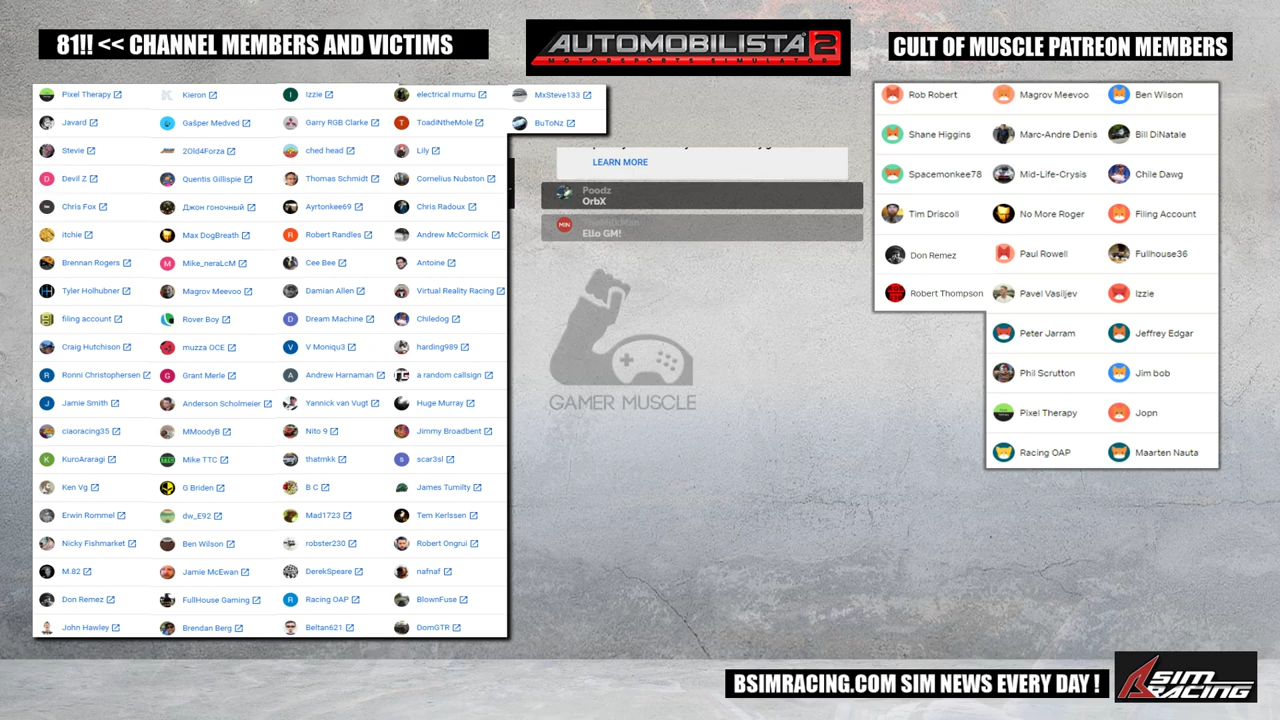 81!! << CHANNEL MEMBERS AND VICTIMS
AUTOMOBILISTA 2
MOTORSPORTS SIMULATOR
CULT OF MUSCLE PATREON MEMBERS
Pixel Therapy
Javard
Stevie
Devil Z
Chris Fox
itchie
Brennan Rogers
Tyler Holhubner
filing account
Craig Hutchison
Ronni Christophersen
Jamie Smith
ciaoracing35
KuroAraragi
Ken Vg
Erwin Rommel
Nicky Fishmarket
M.82
Don Remez
John Hawley
Kieron
Gašper Medved
2Old4Forza
Quentis Gillispie
Джон гоночный
Max DogBreath
Mike_neraLcM
Magrov Meevoo
Rover Boy
muzza OCE
Grant Merle
Anderson Scholmeier
MMoodyB
Mike TTC
G Briden
dw_E92
Ben Wilson
Jamie McEwan
FullHouse Gaming
Brendan Berg
Izzie
Garry RGB Clarke
ched head
Thomas Schmidt
Ayrtonkee69
Robert Randles
Cee Bee
Damian Allen
Dream Machine
V Moniqu3
Andrew Harnaman
Yannick van Vugt
Nito 9
thatmkk
B C
Mad1723
robster230
DerekSpeare
Racing OAP
Beltan621
electrical mumu
ToadiNtheMole
Lily
Cornelius Nubston
Chris Radoux
Andrew McCormick
Antoine
Virtual Reality Racing
Chiledog
harding989
a random callsign
Huge Murray
Jimmy Broadbent
scar3sl
James Tumilty
Tem Kerlssen
Robert Ongrui
nafnaf
BlownFuse
DomGTR
MxSteve133
BuToNz
LEARN MORE
Poodz
OrbX
MIN
Ello GM!
GAMER MUSCLE
Rob Robert
Shane Higgins
Spacemonkee78
Tim Driscoll
Don Remez
Robert Thompson
Magrov Meevoo
Marc-Andre Denis
Mid-Life-Crysis
No More Roger
Paul Rowell
Pavel Vasiljev
Peter Jarram
Phil Scrutton
Pixel Therapy
Racing OAP
Ben Wilson
Bill DiNatale
Chile Dawg
Filing Account
Fullhouse36
Izzie
Jeffrey Edgar
Jim bob
Jopn
Maarten Nauta
BSIMRACING.COM SIM NEWS EVERY DAY !
SIM
RACING